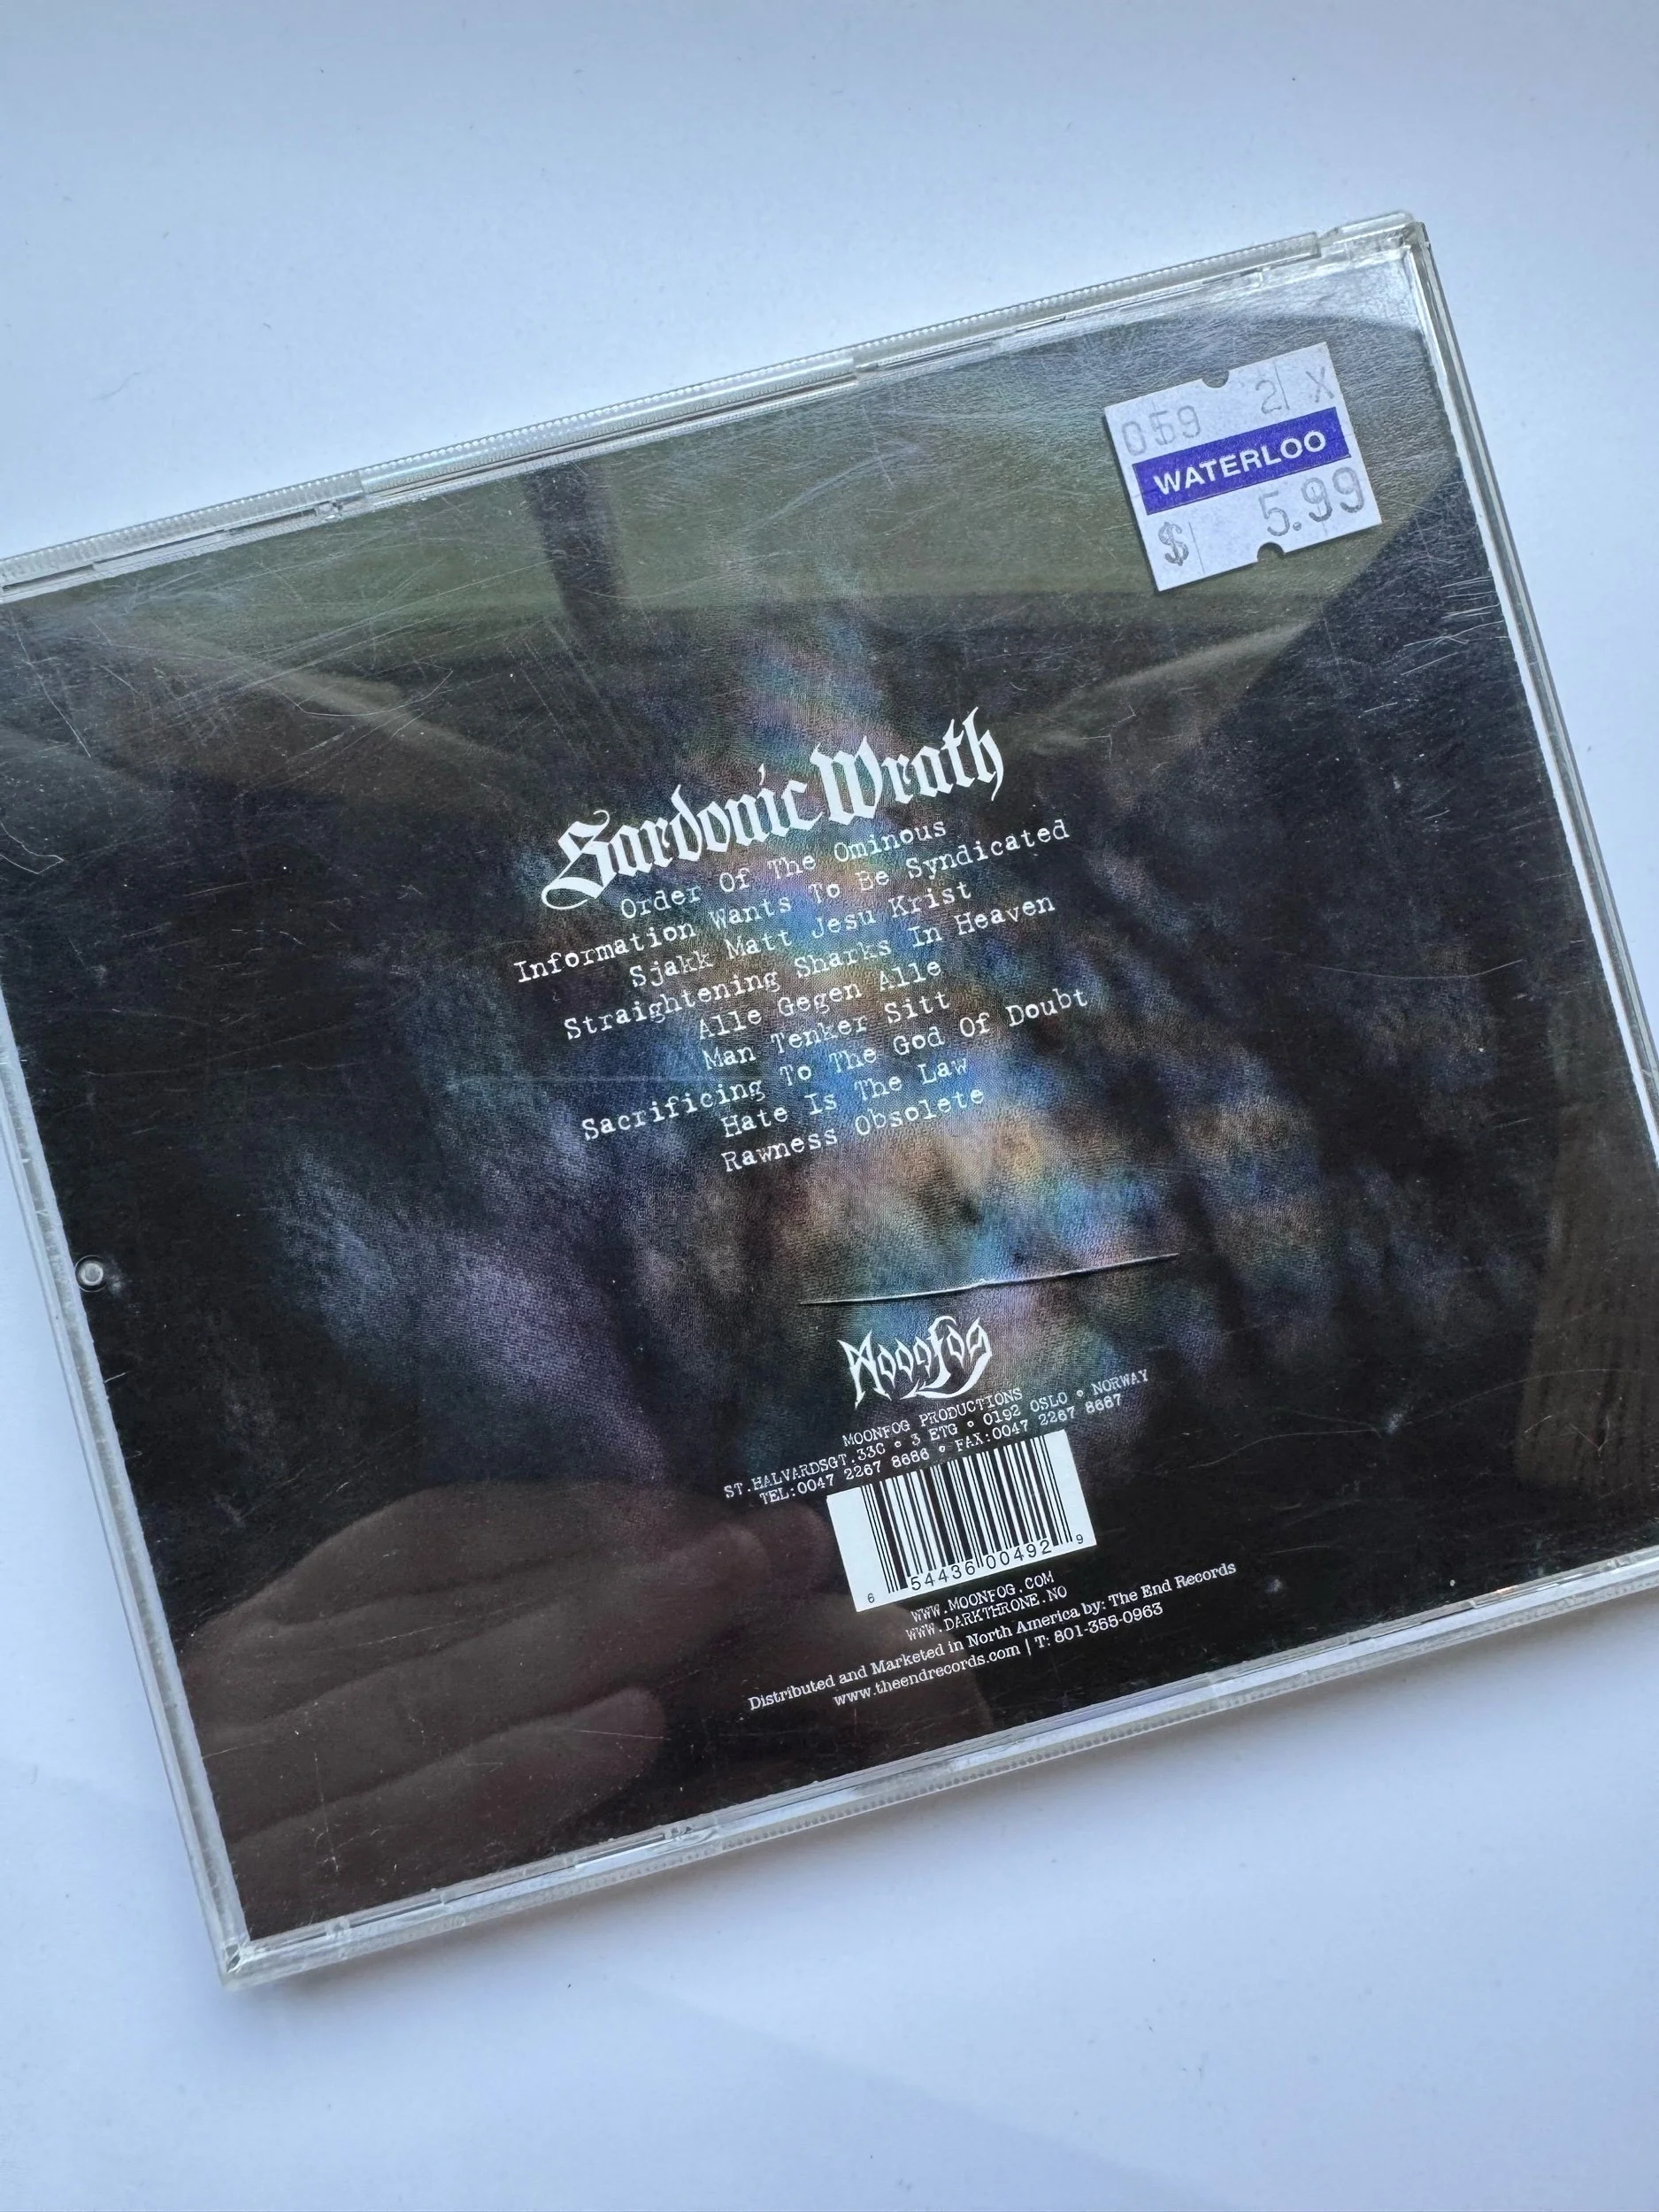 059 2 X
WATERLOO
$ 5.99
Sardonic Wrath
Order Of The Ominous
Information Wants To Be Syndicated
Sjakk Matt Jesu Krist
Straightening Sharks In Heaven
Alle Gegen Alle
Man Tenker Sitt
Sacrificing To The God Of Doubt
Hate Is The Law
Rawness Obsolete
Moonfog
MOONFOG PRODUCTIONS
ST.HALVARDSGT.33C ° 3 ETG ° 0192 OSLO ° NORWAY
TEL:0047 2267 8686 ° FAX:0047 2267 8687
6 54436 00492 9
WWW.MOONFOG.COM
WWW.DARKTHRONE.NO
Distributed and Marketed in North America by: The End Records
www.theendrecords.com | T: 801-355-0963